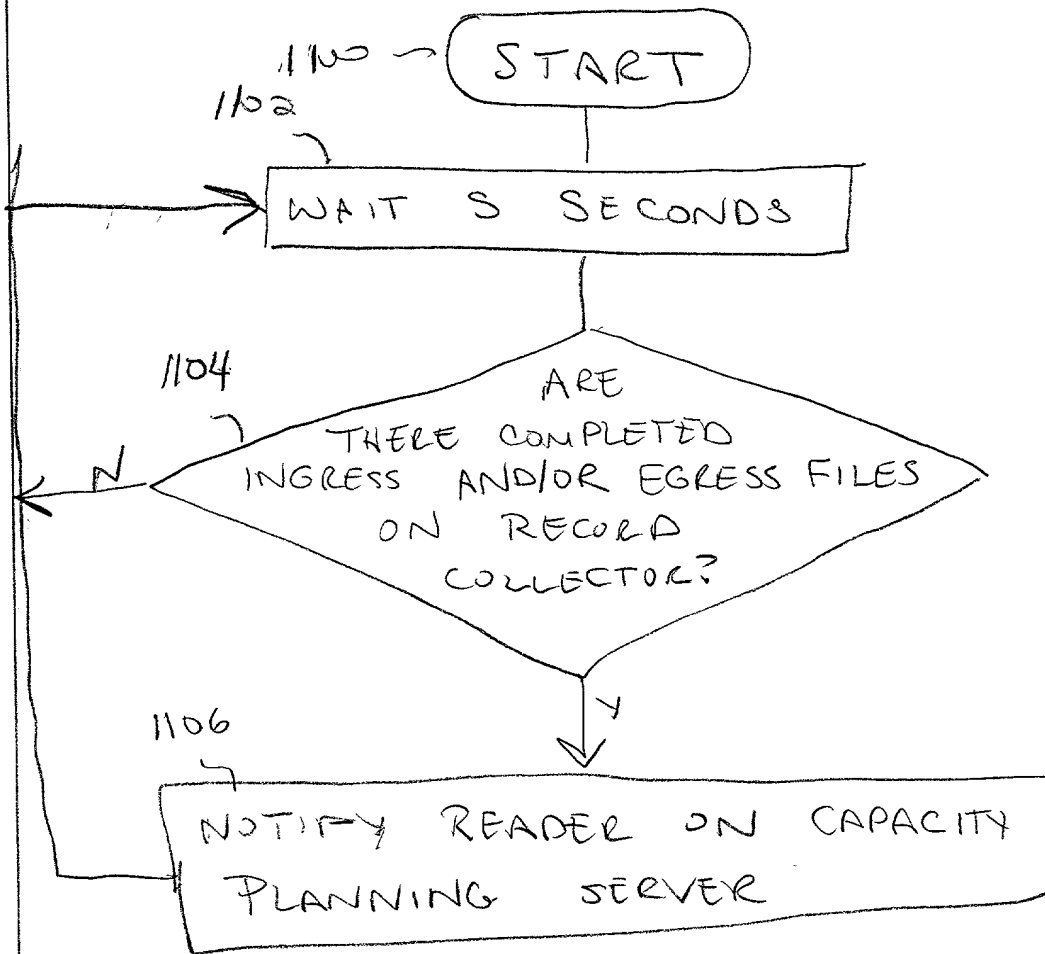 1100
START
1102
WAIT S SECONDS
1104
ARE
THERE COMPLETED
INGRESS AND/OR EGRESS FILES
ON RECORD
COLLECTOR?
N
Y
1106
NOTIFY READER ON CAPACITY
PLANNING SERVER